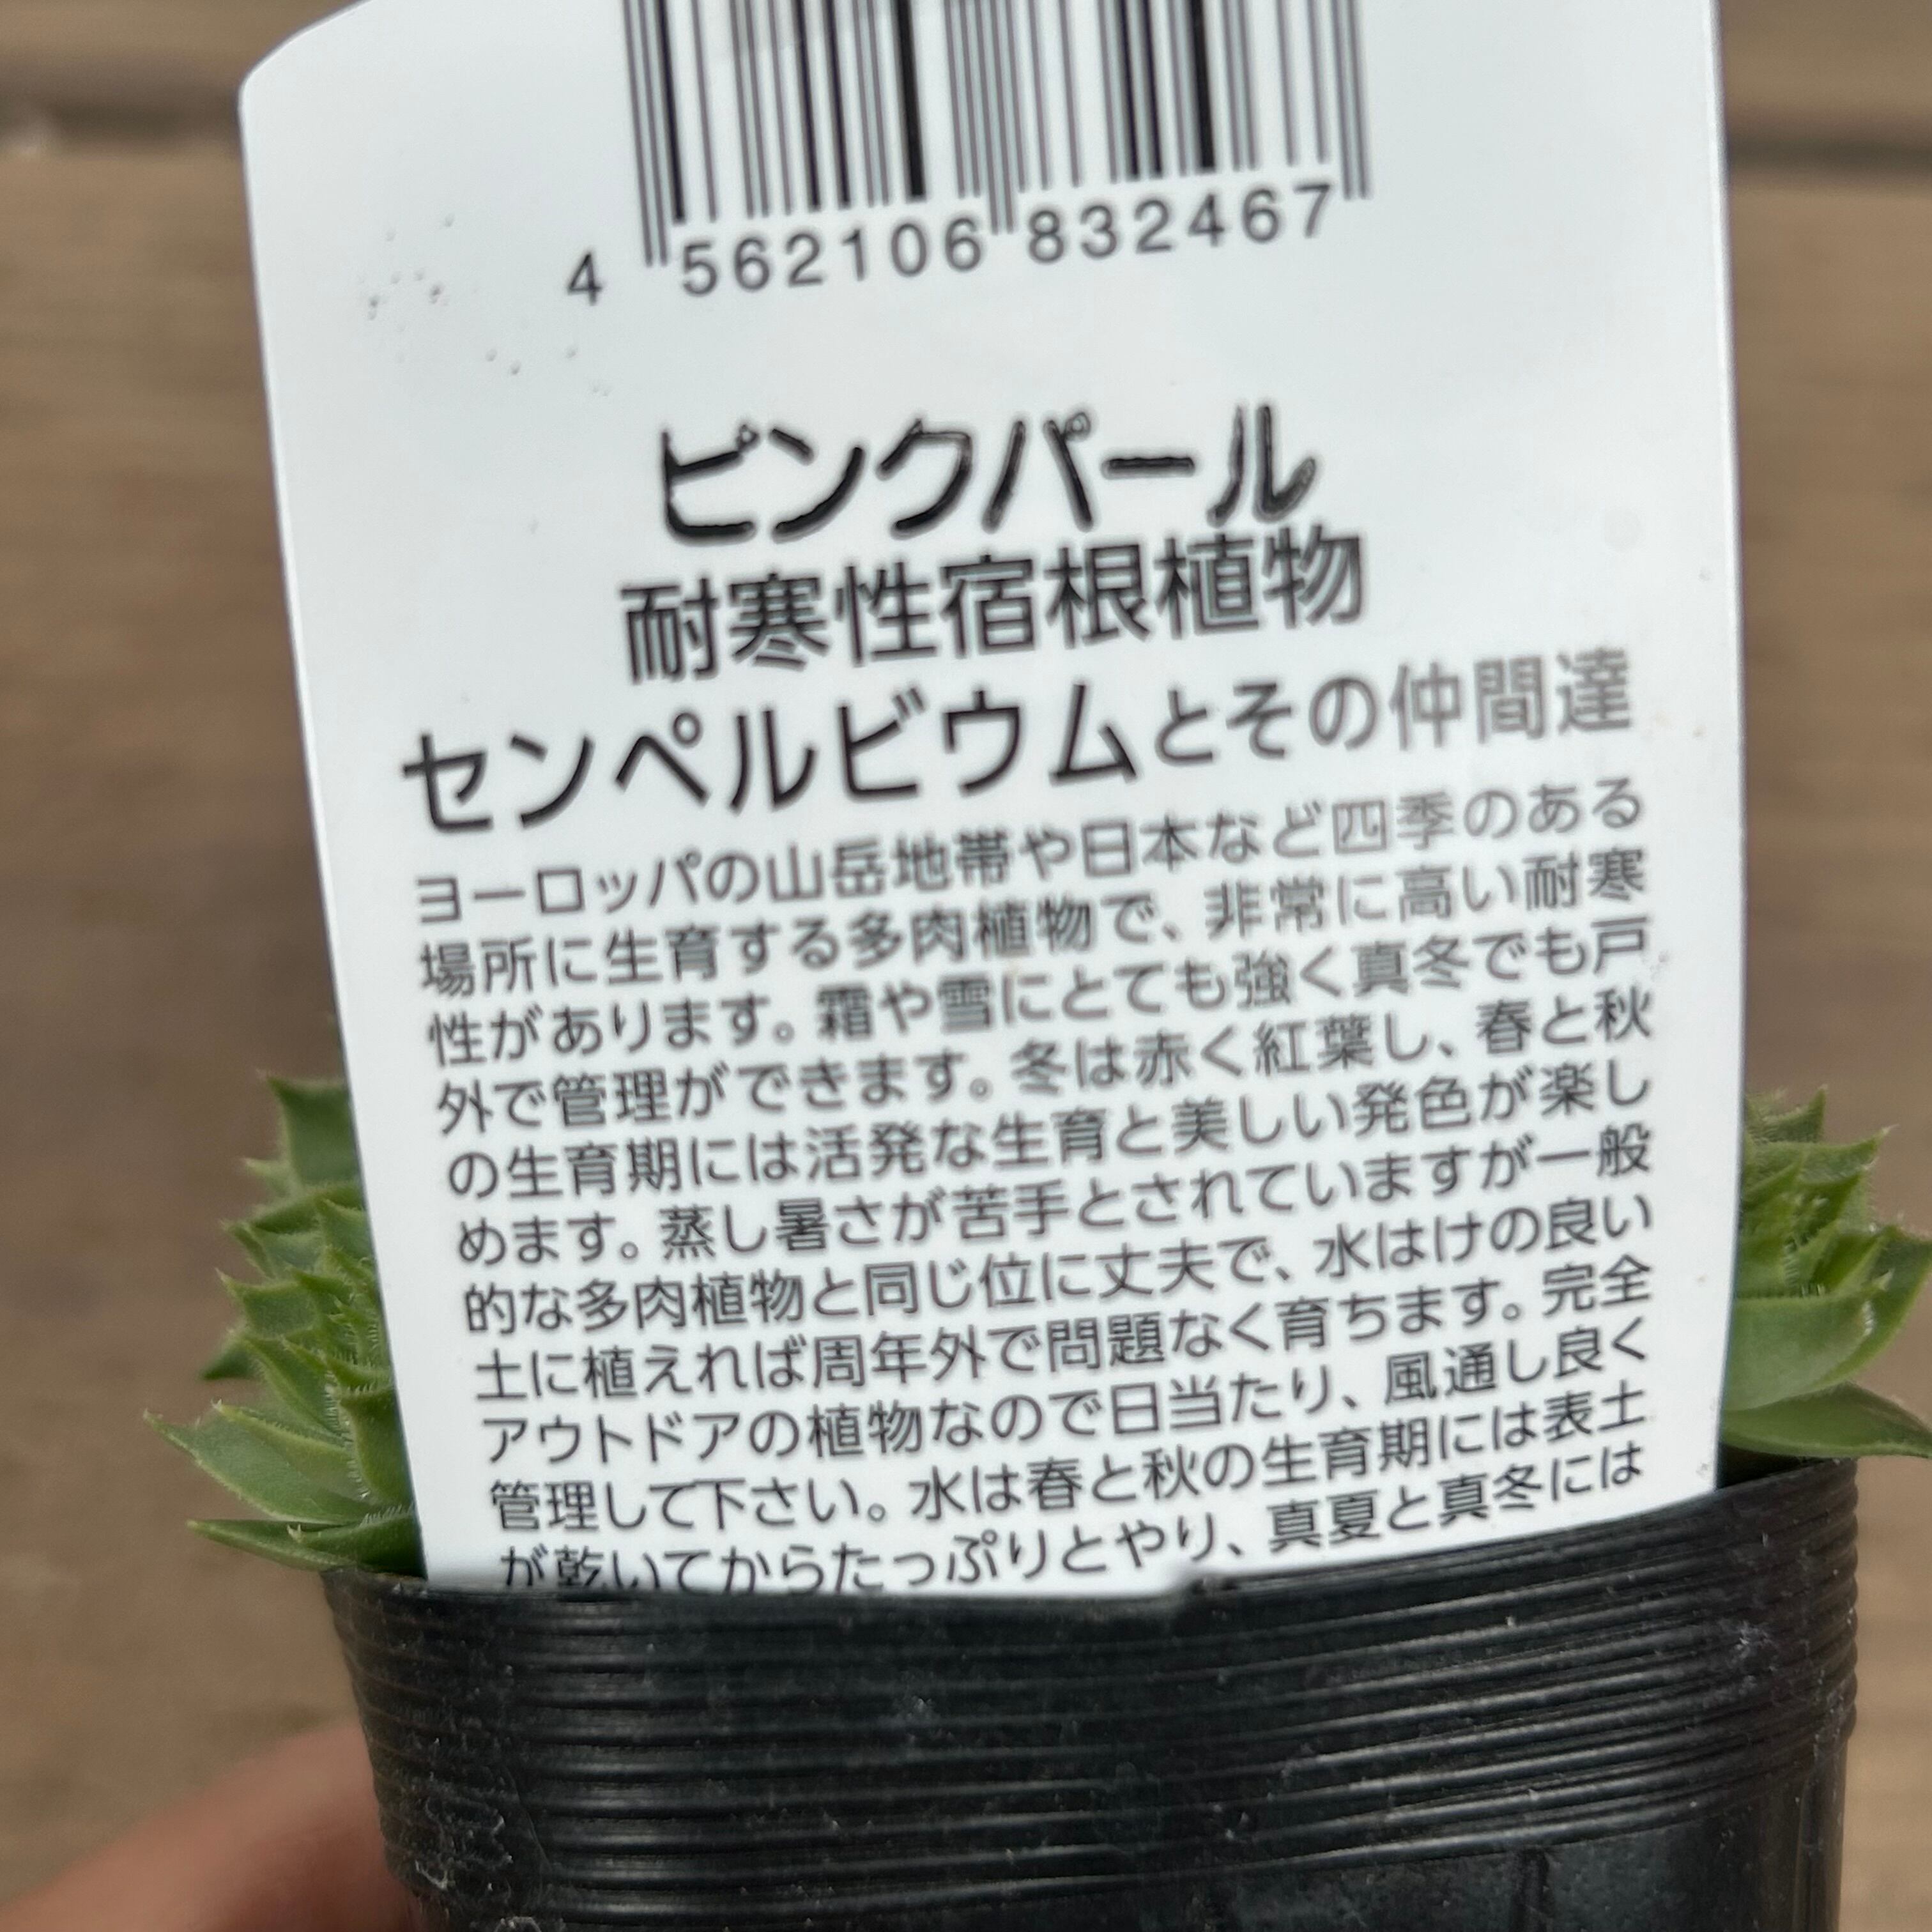 4 562106 832467
ピンクパール
耐寒性宿根植物
センペルビウムとその仲間達
ヨーロッパの山岳地帯や日本など四季のある
場所に生育する多肉植物で、非常に高い耐寒
性があります。霜や雪にとても強く真冬でも戸
外で管理ができます。冬は赤く紅葉し、春と秋
の生育期には活発な生育と美しい発色が楽し
めます。蒸し暑さが苦手とされていますが一般
的な多肉植物と同じ位に丈夫で、水はけの良い
土に植えれば周年外で問題なく育ちます。完全
アウトドアの植物なので日当たり、風通し良く
管理して下さい。水は春と秋の生育期には表土
が乾いてからたっぷりとやり、真夏と真冬には